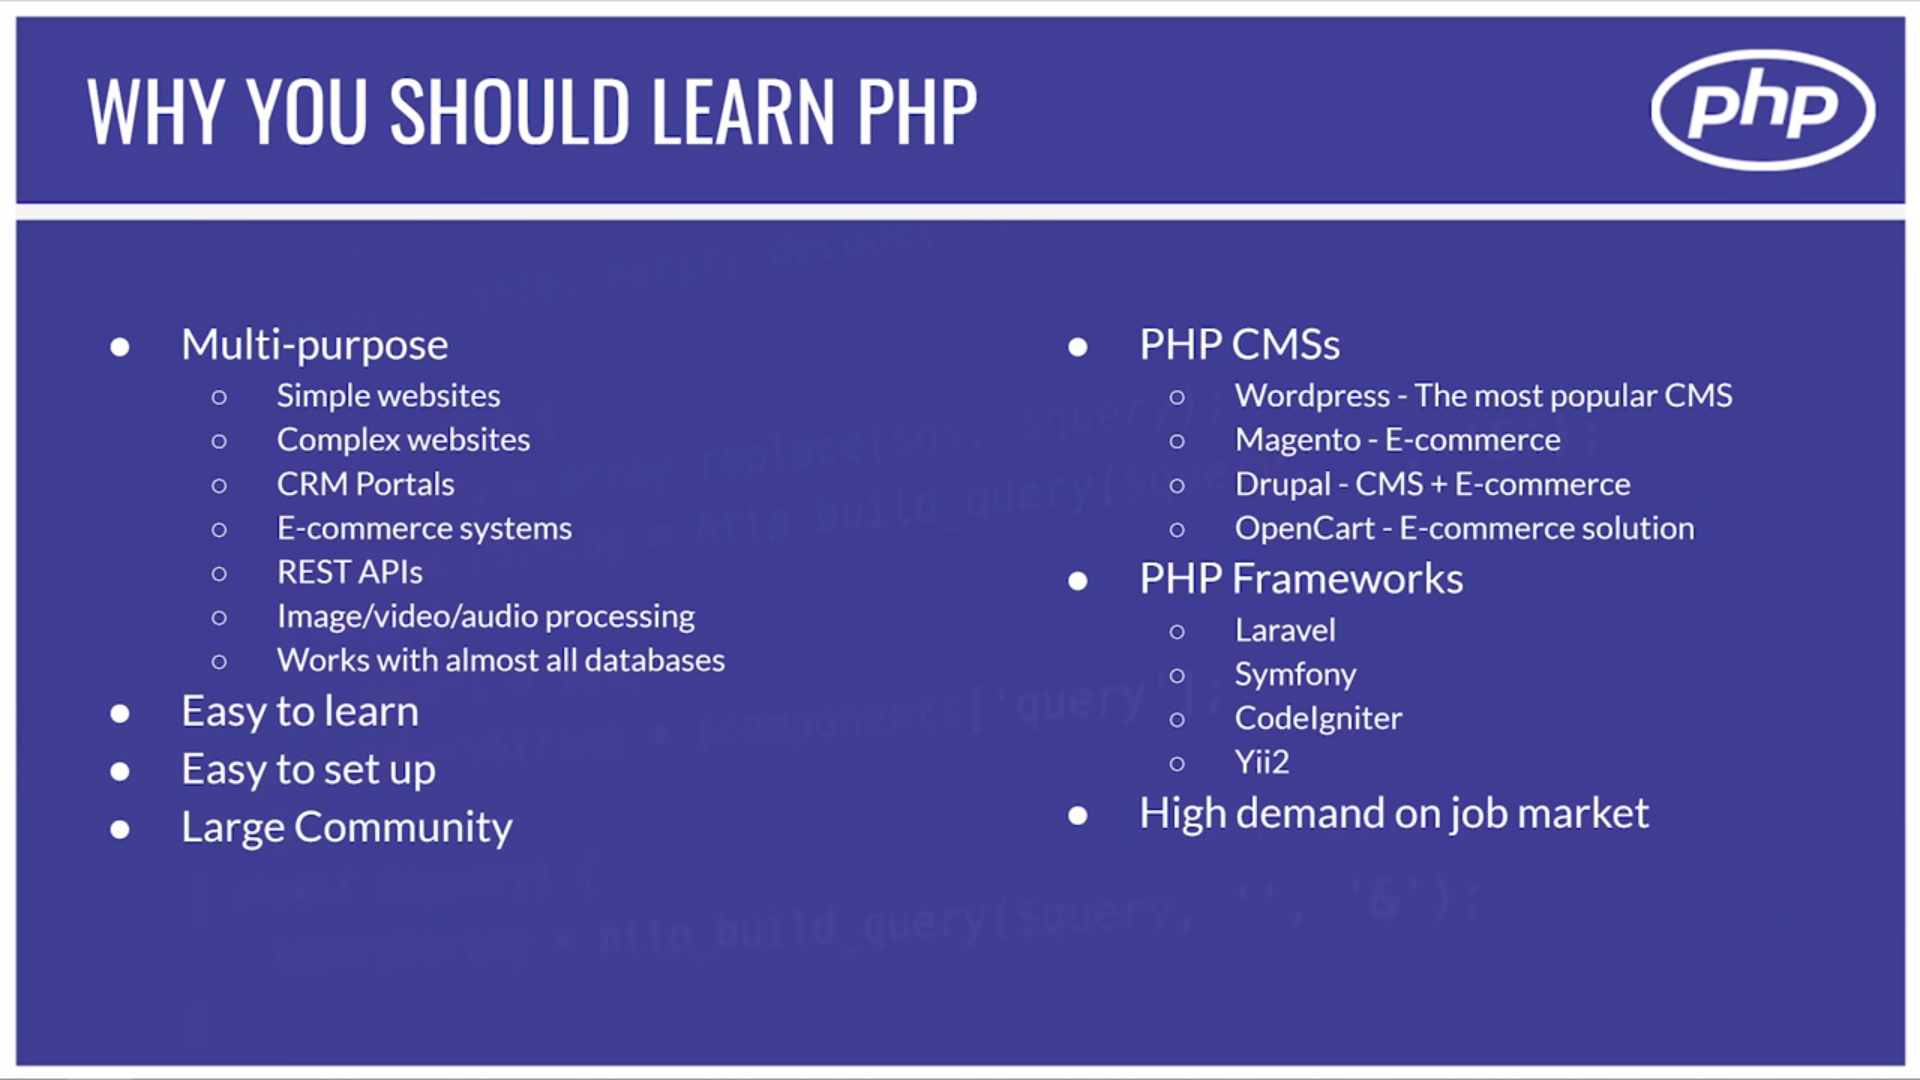 WHY YOU SHOULD LEARN PHP
php
● Multi-purpose
○ Simple websites
○ Complex websites
○ CRM Portals
○ E-commerce systems
○ REST APIs
○ Image/video/audio processing
○ Works with almost all databases
● Easy to learn
● Easy to set up
● Large Community
● PHP CMSs
○ Wordpress - The most popular CMS
○ Magento - E-commerce
○ Drupal - CMS + E-commerce
○ OpenCart - E-commerce solution
● PHP Frameworks
○ Laravel
○ Symfony
○ CodeIgniter
○ Yii2
● High demand on job market